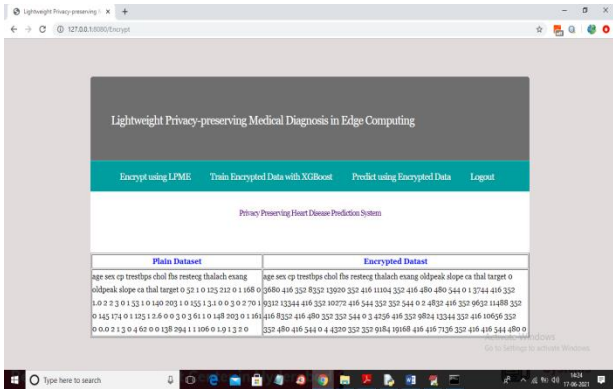 Lightweight Privacy-preserving
127.0.0.1:8080/Encrypt
Lightweight Privacy-preserving Medical Diagnosis in Edge Computing
Encrypt using LPME Train Encrypted Data with XGBoost Predict using Encrypted Data Logout
Privacy Preserving Heart Disease Prediction System
Plain Dataset Encrypted Datast
age sex cp trestbps chol fbs restecg thalach exang
oldpeak slope ca thal target 0 52 1 0 125 212 0 1 168 0
1.0 2 2 3 0 1 53 1 0 140 203 1 0 155 1 3.1 0 0 3 0 2 70 1
0 145 174 0 1 125 1 2.6 0 0 3 0 3 61 1 0 148 203 0 1 161
0 0.0 2 1 3 0 4 62 0 0 138 294 1 1 106 0 1.9 1 3 2 0
age sex cp trestbps chol fbs restecg thalach exang oldpeak slope ca thal target 0
3680 416 352 8352 13920 352 416 11104 352 416 480 480 544 0 1 3744 416 352
9312 13344 416 352 10272 416 544 352 352 544 0 2 4832 416 352 9632 11488 352
416 8352 416 480 352 352 544 0 3 4256 416 352 9824 13344 352 416 10656 352
352 480 416 544 0 4 4320 352 352 9184 19168 416 416 7136 352 416 416 544 480 0
Activate Windows
Go to Settings to activate Windows.
Type here to search
14:24
17-06-2021